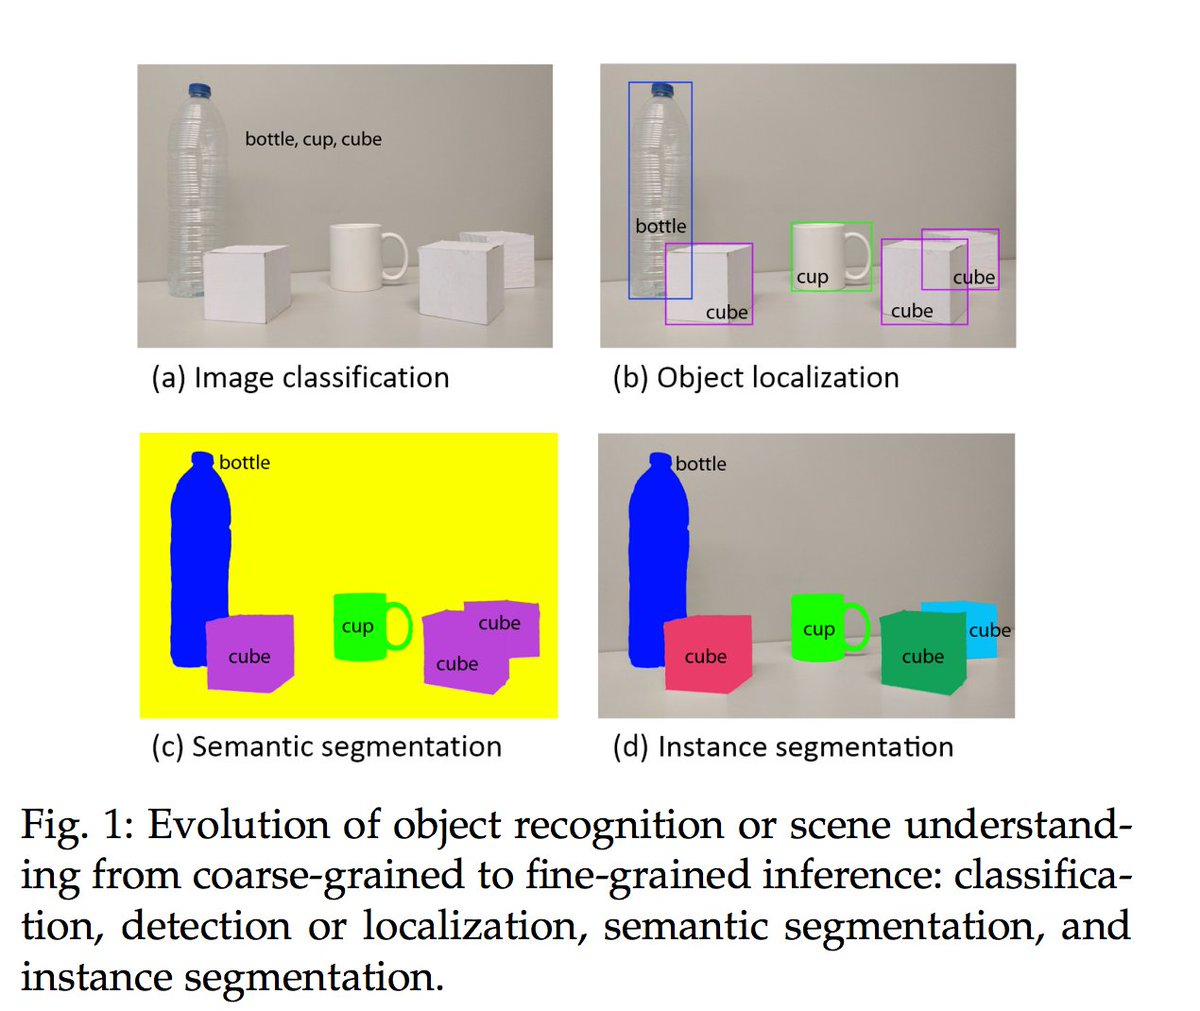 bottle, cup, cube
(a) Image classification
bottle
cup
cube
cube
cube
(b) Object localization
bottle
cup
cube
cube
cube
(c) Semantic segmentation
bottle
cup
cube
cube
cube
(d) Instance segmentation
Fig. 1: Evolution of object recognition or scene understand-
ing from coarse-grained to fine-grained inference: classifica-
tion, detection or localization, semantic segmentation, and
instance segmentation.